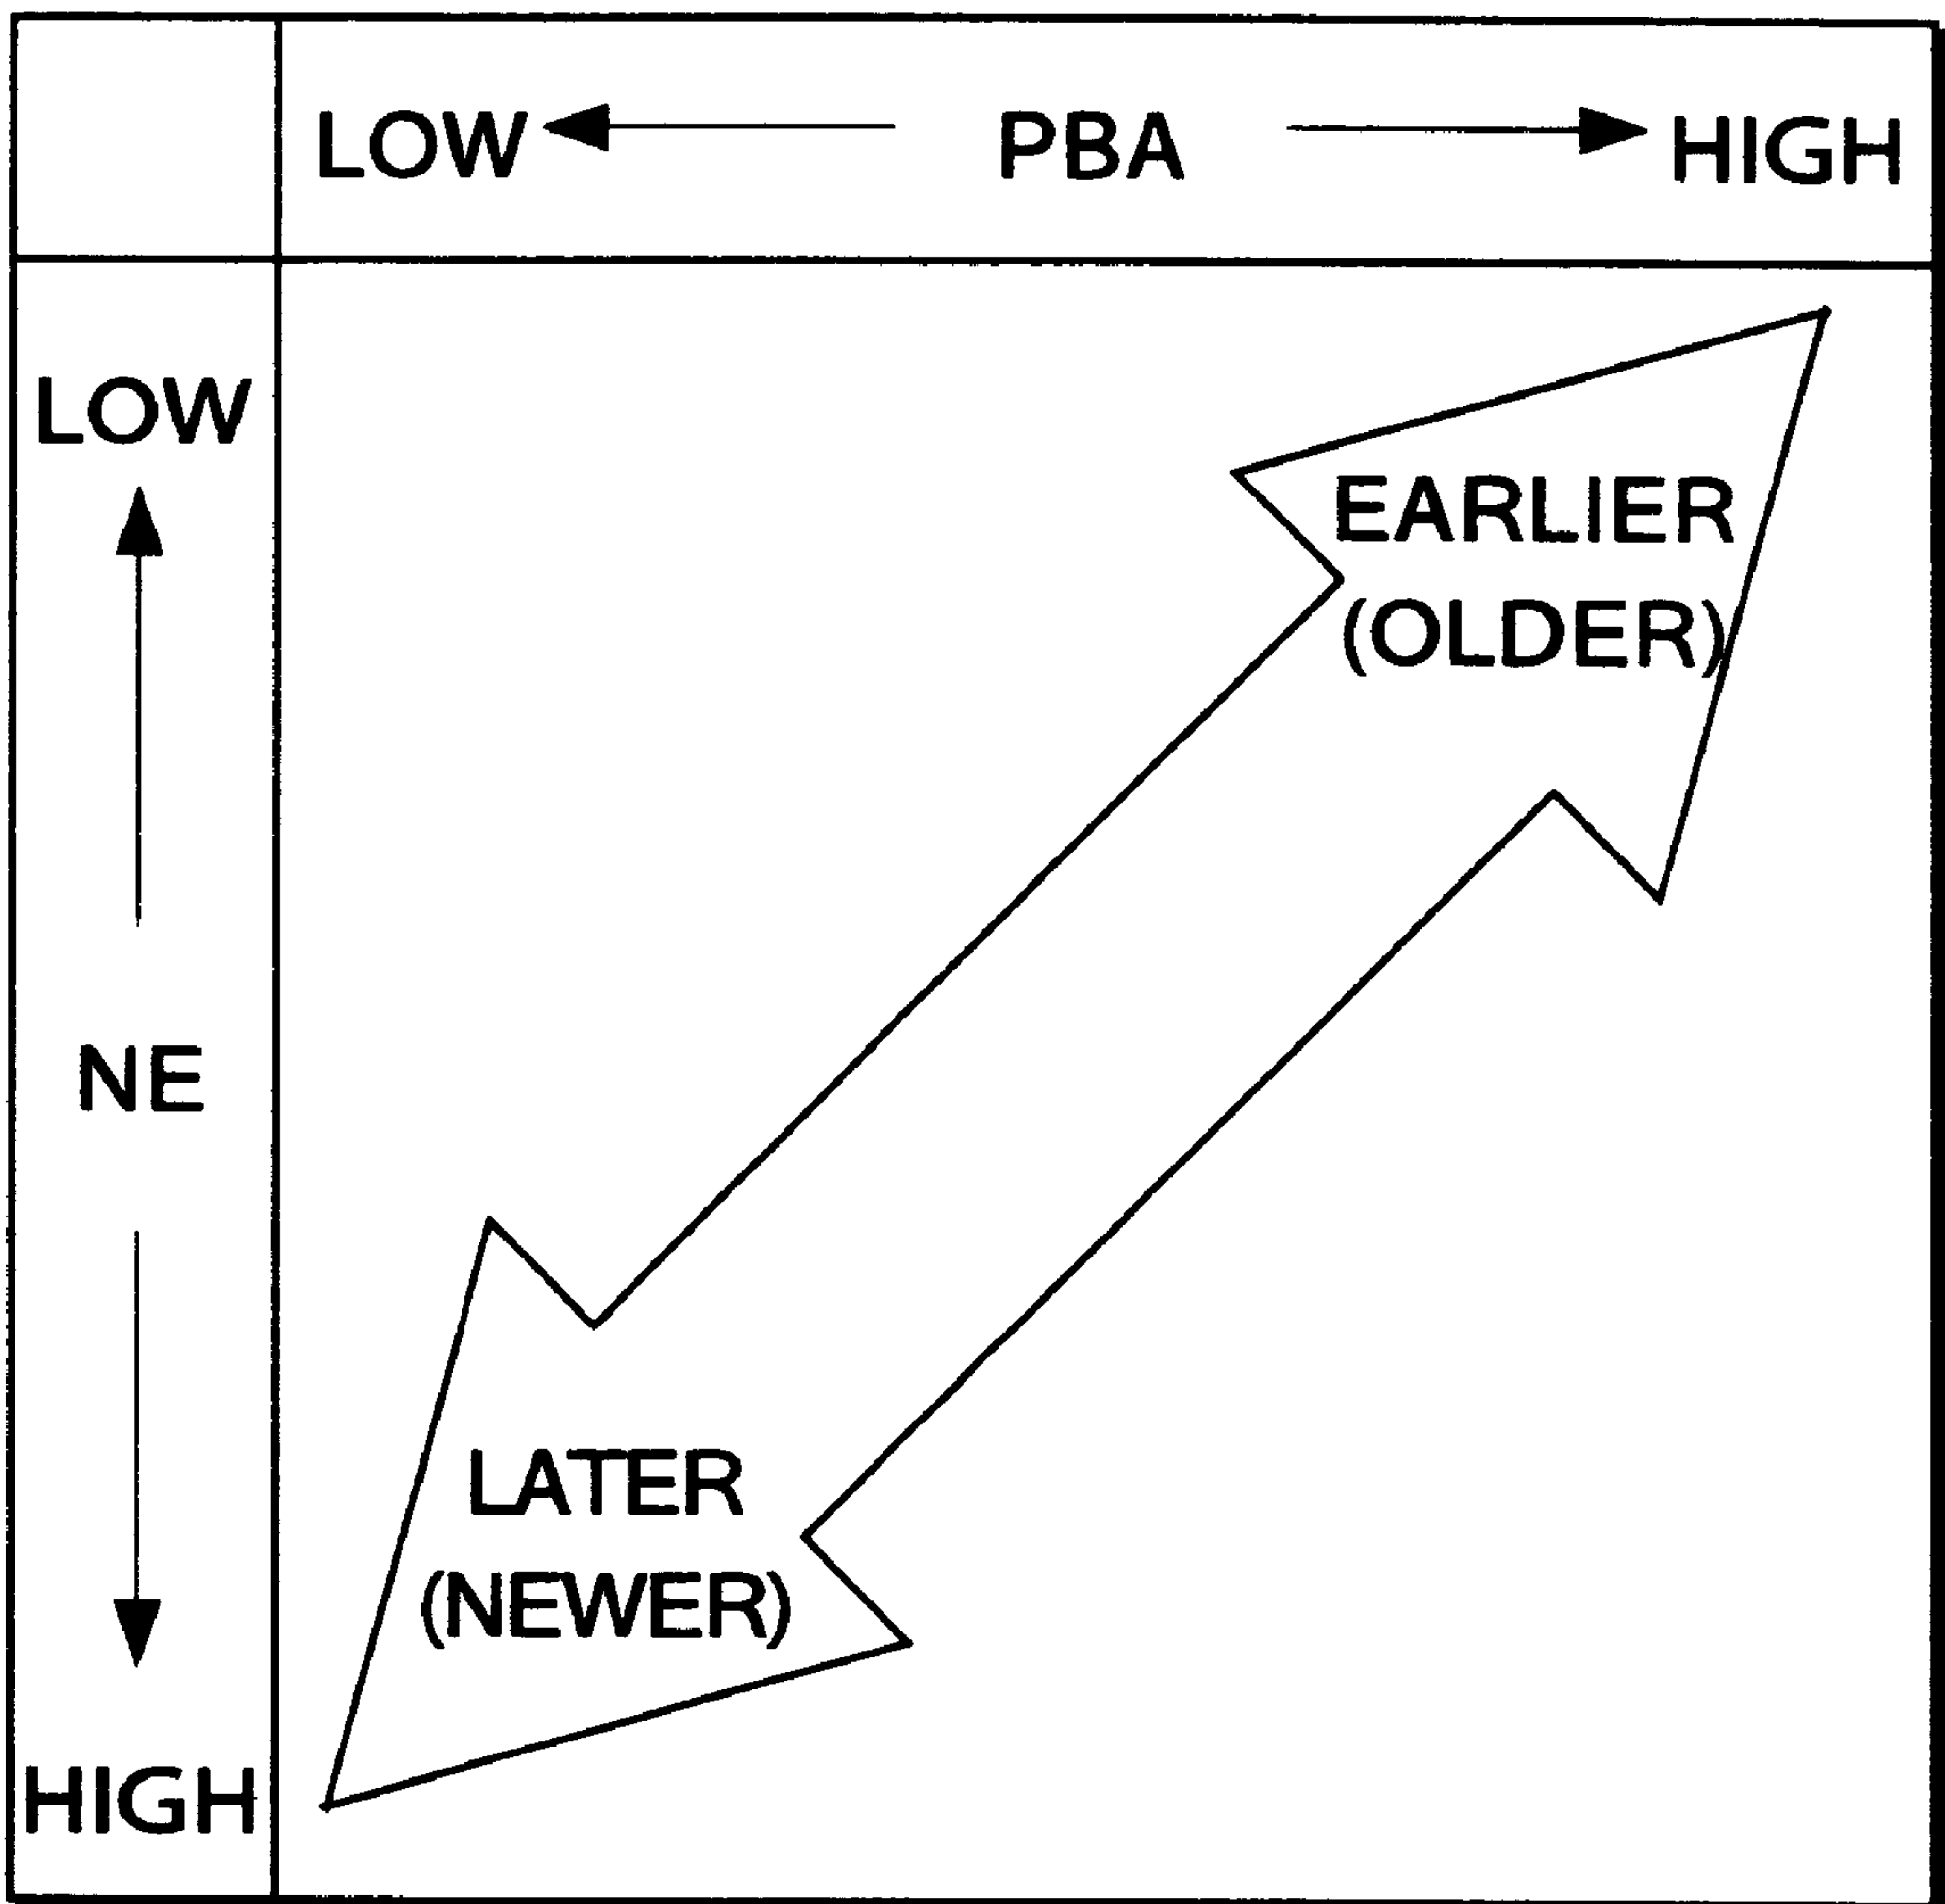 LOW PBA HIGH
LOW
EARLIER
(OLDER)
NE
LATER
(NEWER)
HIGH